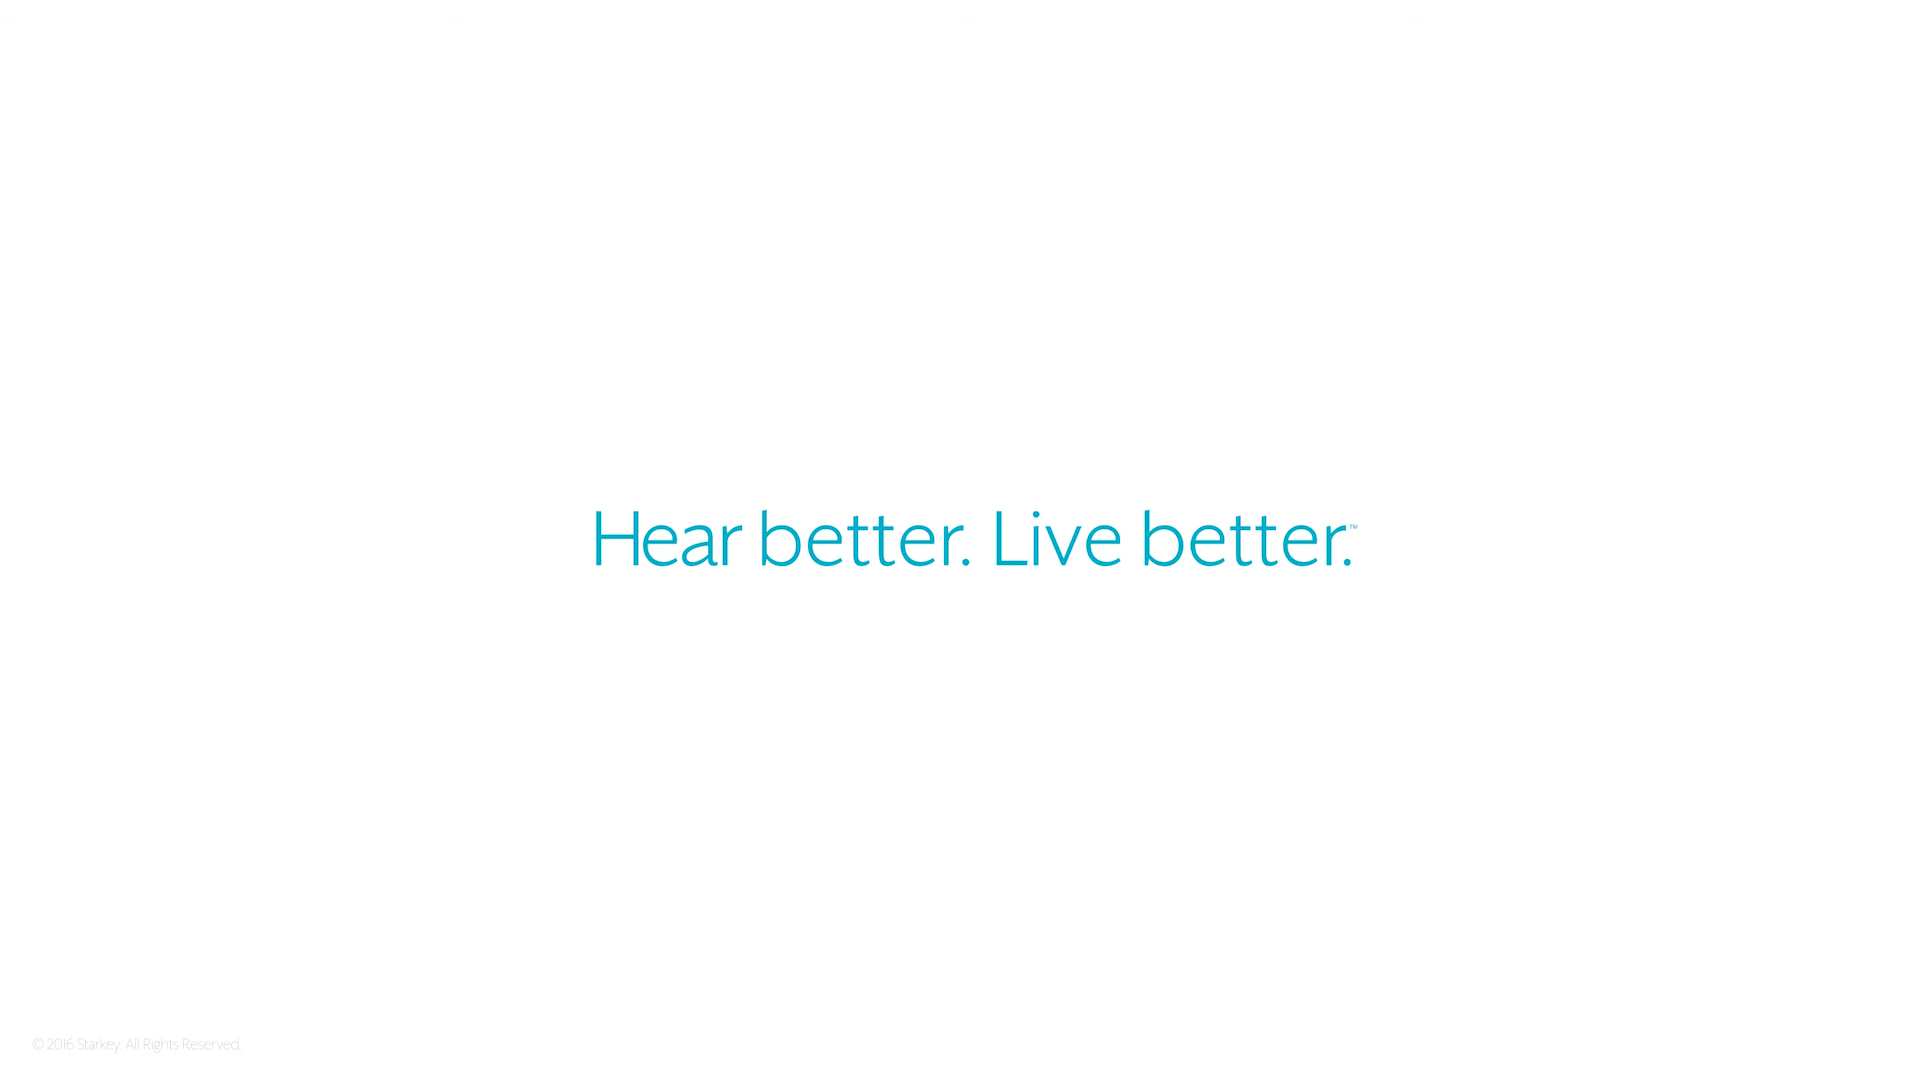 Hear better. Live better.™
© 2016 Starkey. All Rights Reserved.